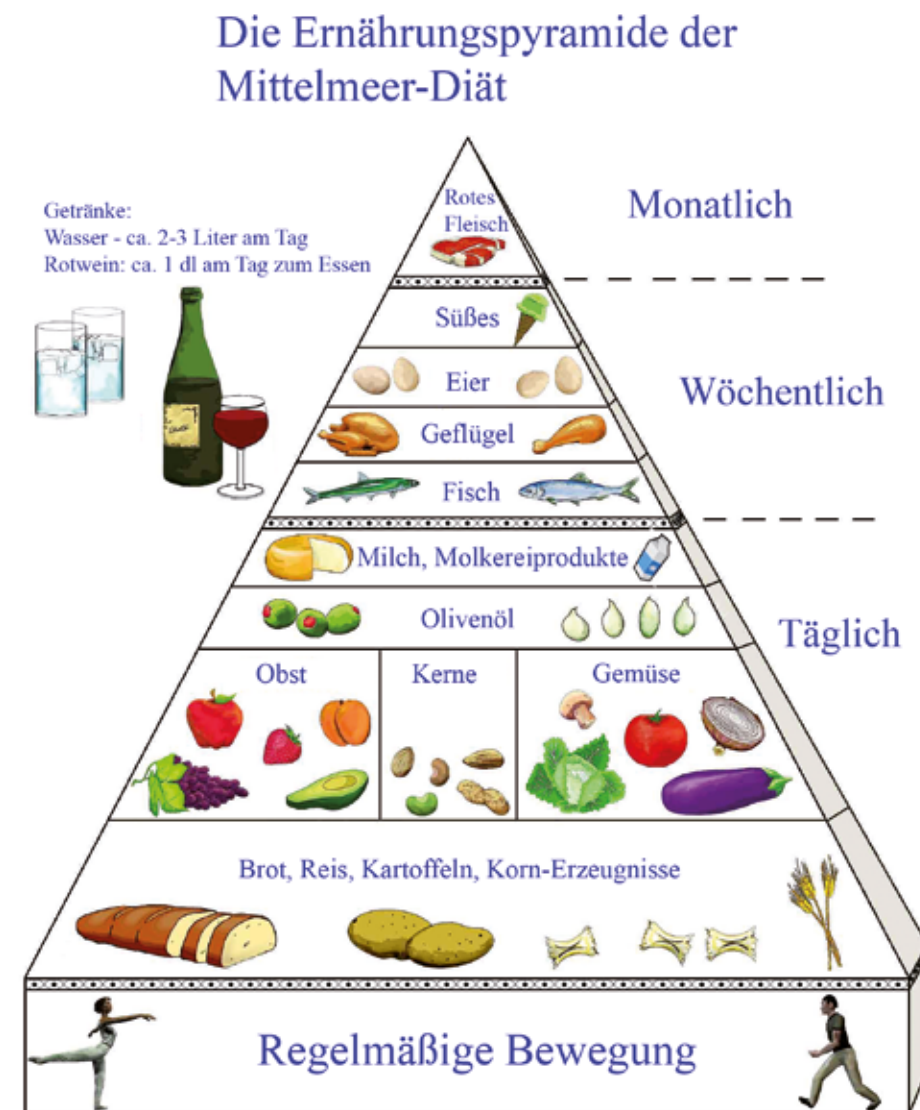 Die Ernährungspyramide der
Mittelmeer-Diät
Getränke:
Wasser - ca. 2-3 Liter am Tag
Rotwein: ca. 1 dl am Tag zum Essen
Rotes
Fleisch
Monatlich
Süßes
Eier
Wöchentlich
Geflügel
Fisch
Milch, Molkereiprodukte
Olivenöl
Täglich
Obst
Kerne
Gemüse
Brot, Reis, Kartoffeln, Korn-Erzeugnisse
Regelmäßige Bewegung